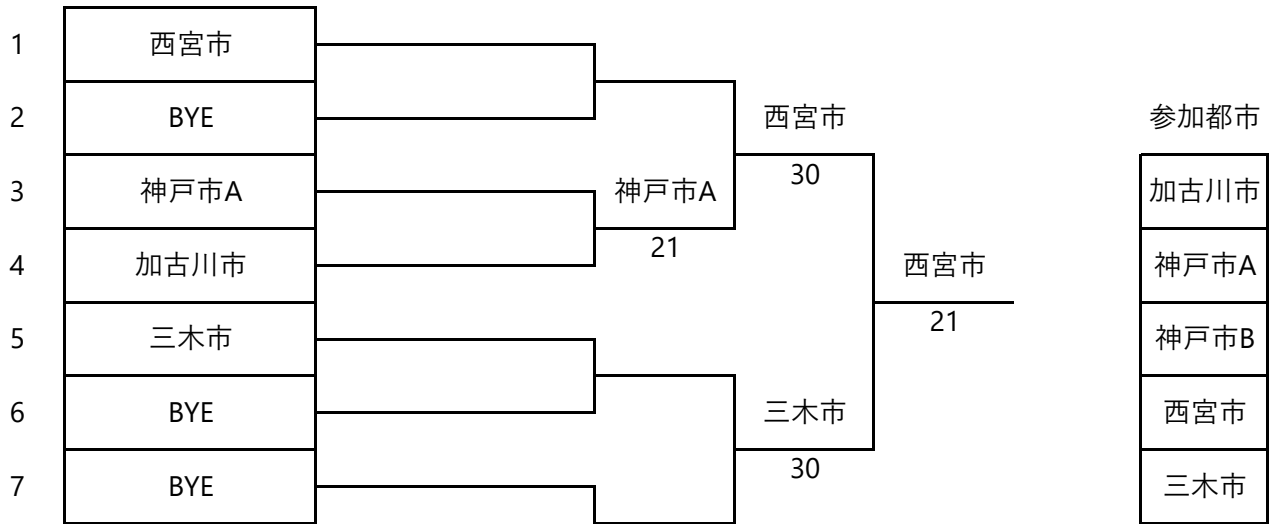 1 西宮市
2 BYE 西宮市 参加都市
3 神戸市A 神戸市A 30 加古川市
4 加古川市 21 西宮市 神戸市A
5 三木市 21 神戸市B
6 BYE 三木市 西宮市
7 BYE 30 三木市